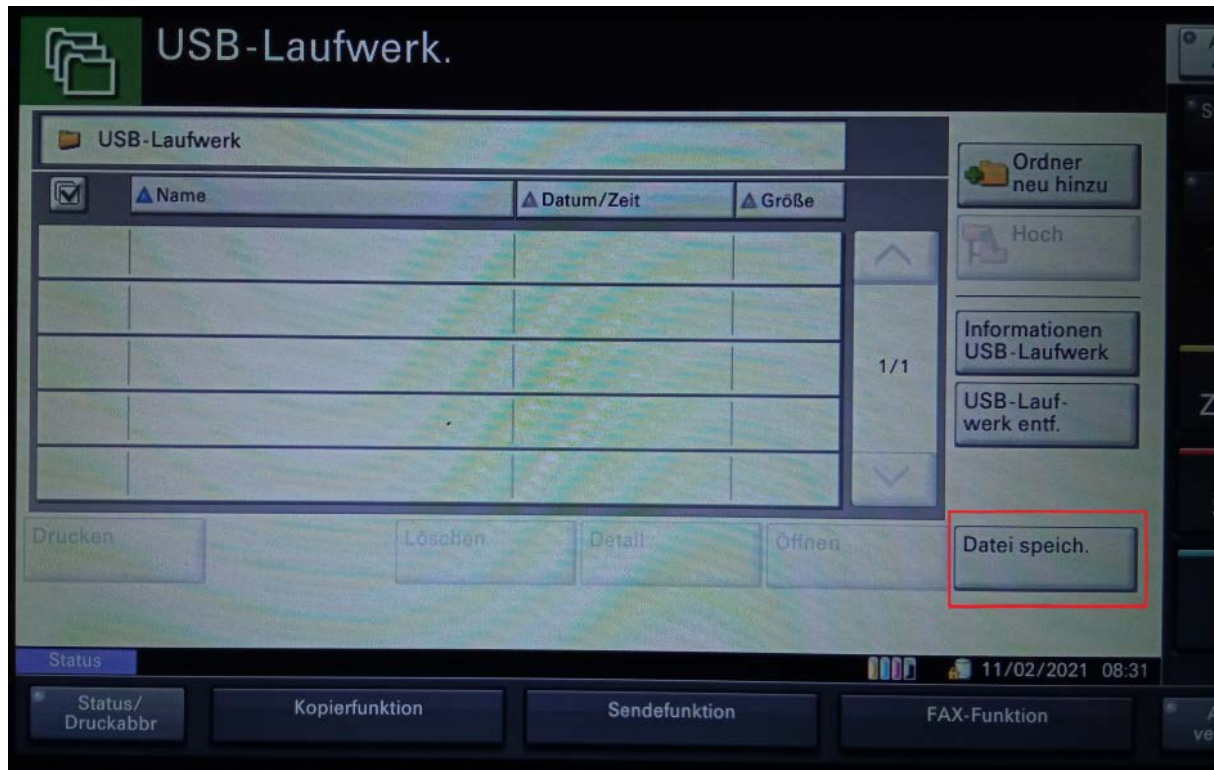 USB-Laufwerk.
USB-Laufwerk
Name
Datum/Zeit
Größe
1/1
Ordner
neu hinzu
Hoch
Informationen
USB-Laufwerk
USB-Lauf-
werk entf.
Drucken
Löschen
Detail
Öffnen
Datei speich.
Status
11/02/2021 08:31
Status/
Druckabbr
Kopierfunktion
Sendefunktion
FAX-Funktion